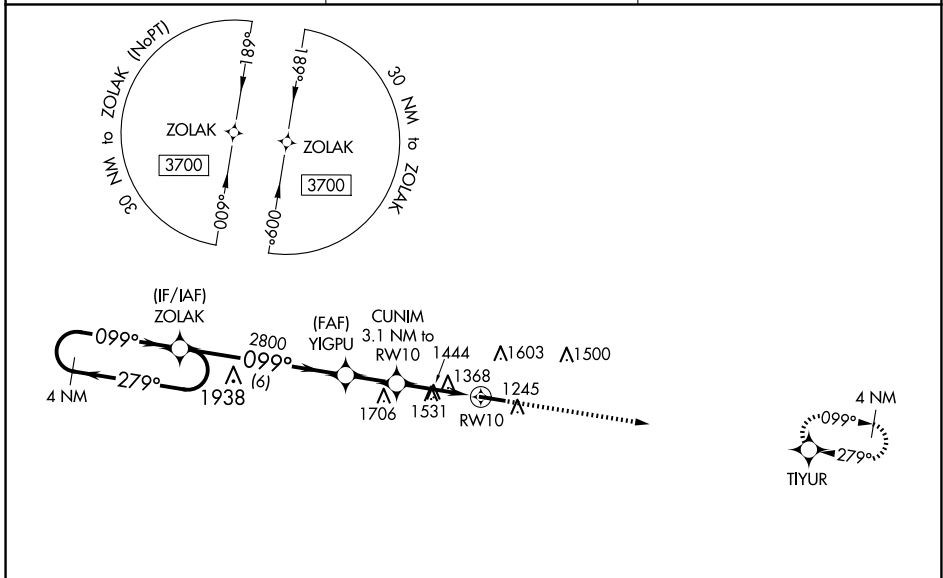 30 NM to ZOLAK (NoPT)
189°
ZOLAK
3700
009°
189°
30 NM to ZOLAK
ZOLAK
3700
009°
(IF/IAF)
ZOLAK
099°
279°
4 NM
2800
099°
(6)
1938
(FAF)
YIGPU
CUNIM
3.1 NM to
RW10
1444
1603
1500
1368
1706
1531
1245
RW10
4 NM
099°
279°
TIYUR